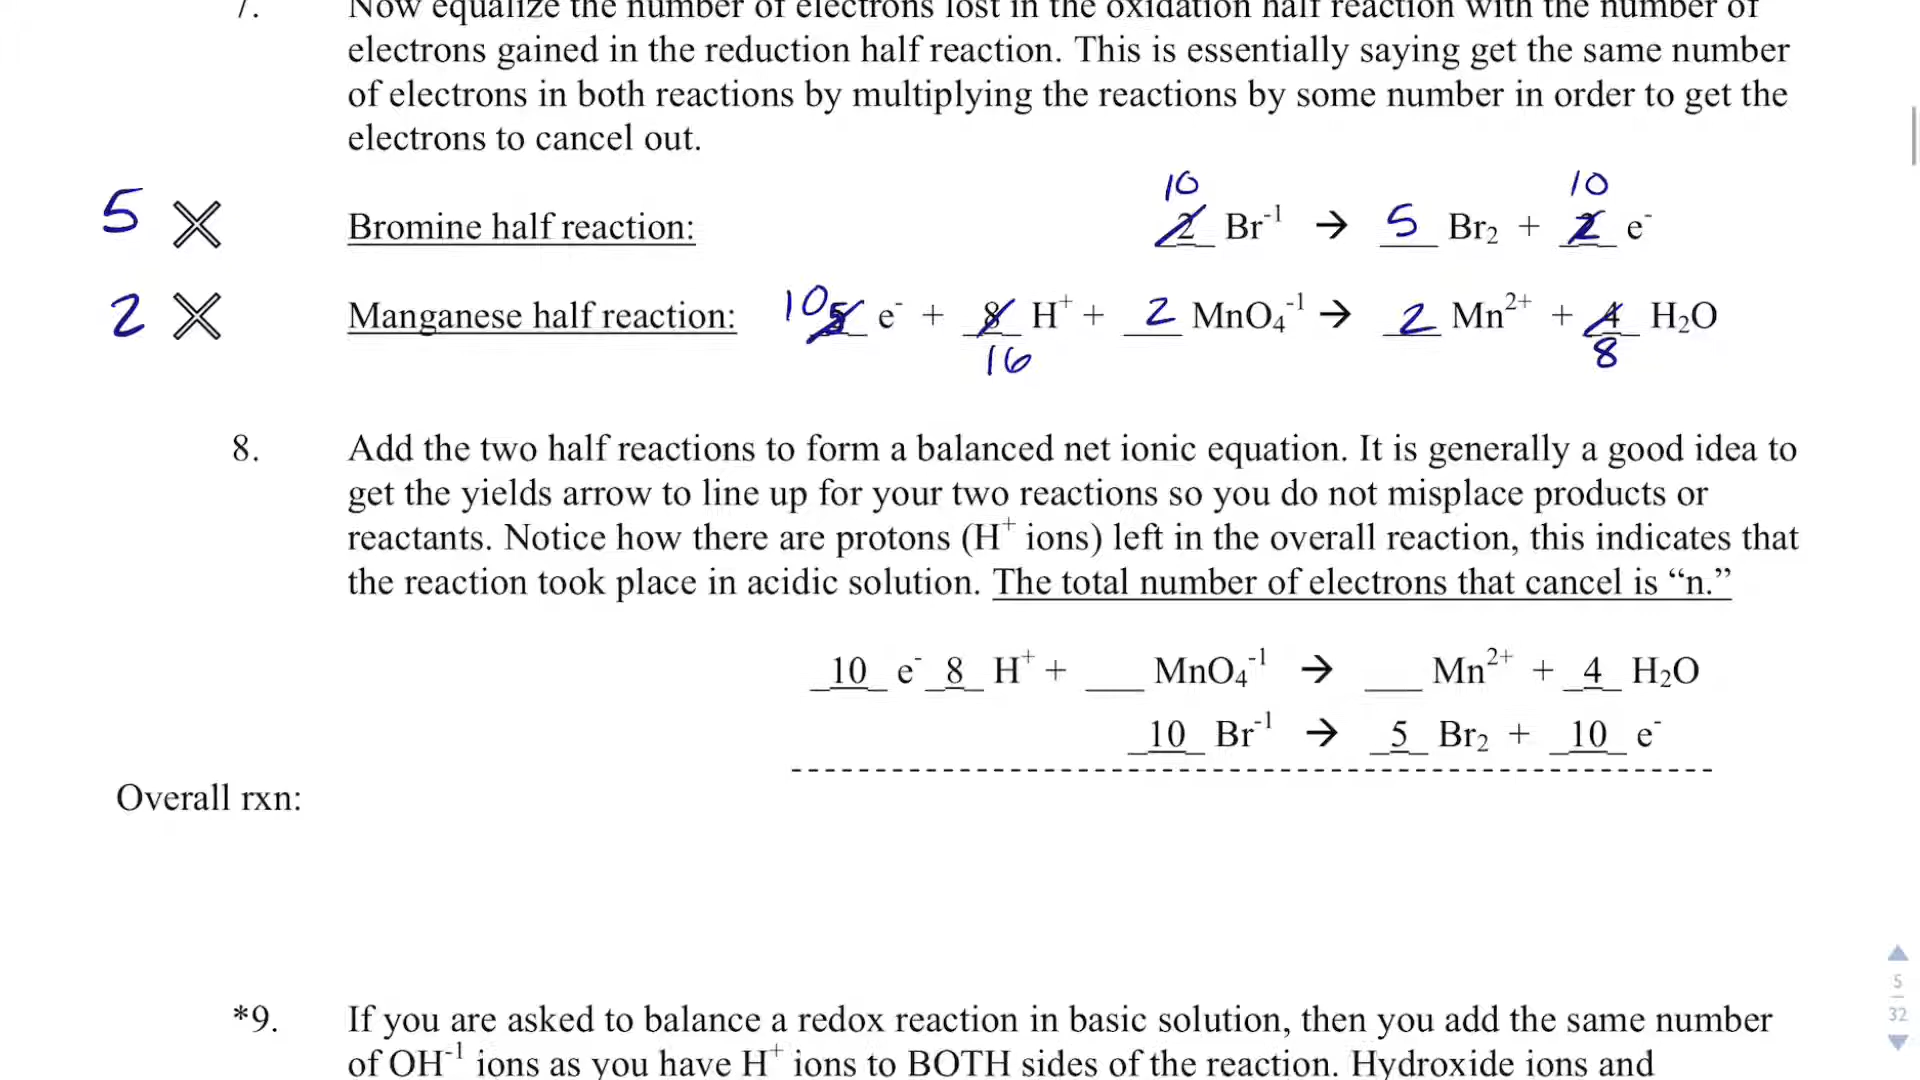 7. Now equalize the number of electrons lost in the oxidation half reaction with the number of
electrons gained in the reduction half reaction. This is essentially saying get the same number
of electrons in both reactions by multiplying the reactions by some number in order to get the
electrons to cancel out.
10 10
5 X Bromine half reaction: 2 Br⁻¹ → 5 Br₂ + 2 e⁻
2 X Manganese half reaction: 10 5 e⁻ + 8 H⁺ + 2 MnO₄⁻¹ → 2 Mn²⁺ + 4 H₂O
16 8
8. Add the two half reactions to form a balanced net ionic equation. It is generally a good idea to
get the yields arrow to line up for your two reactions so you do not misplace products or
reactants. Notice how there are protons (H⁺ ions) left in the overall reaction, this indicates that
the reaction took place in acidic solution. The total number of electrons that cancel is “n.”
_10_ e⁻ _8_ H⁺ + ___ MnO₄⁻¹ → ___ Mn²⁺ + _4_ H₂O
_10_ Br⁻¹ → _5_ Br₂ + _10_ e⁻
Overall rxn:
*9. If you are asked to balance a redox reaction in basic solution, then you add the same number
of OH⁻¹ ions as you have H⁺ ions to BOTH sides of the reaction. Hydroxide ions and
5
32